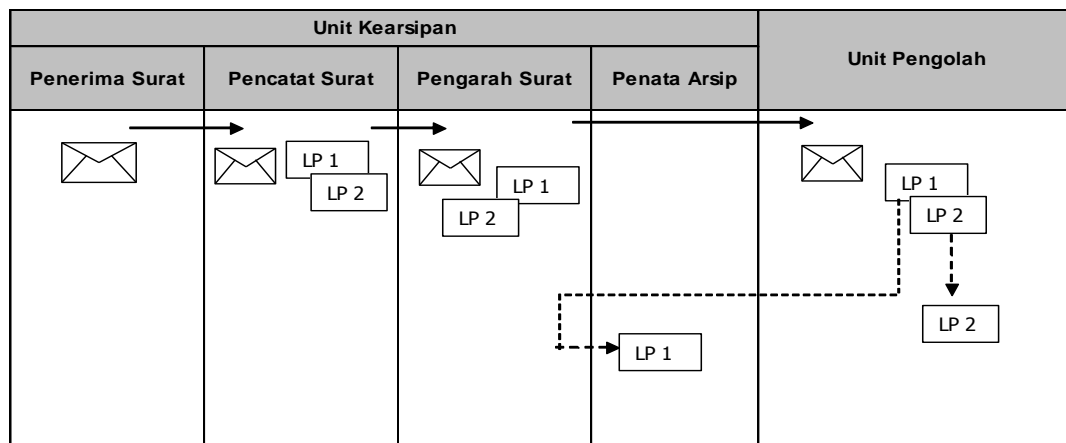 Unit Kearsipan
Unit Pengolah
Penerima Surat
Pencatat Surat
Pengarah Surat
Penata Arsip
LP 1
LP 2
LP 1
LP 2
LP 1
LP 2
LP 2
LP 1